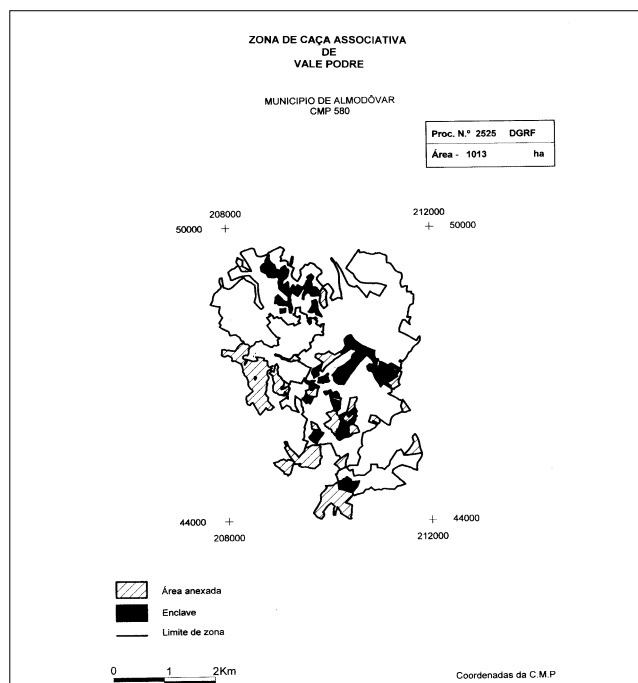 ZONA DE CAÇA ASSOCIATIVA
DE
VALE PODRE
MUNICIPIO DE ALMODÔVAR
CMP 580
Proc. N.º 2525 DGRF
Área - 1013 ha
208000
212000
50000
50000
44000
44000
208000
212000
Área anexada
Enclave
Limite de zona
0 1 2Km
Coordenadas da C.M.P